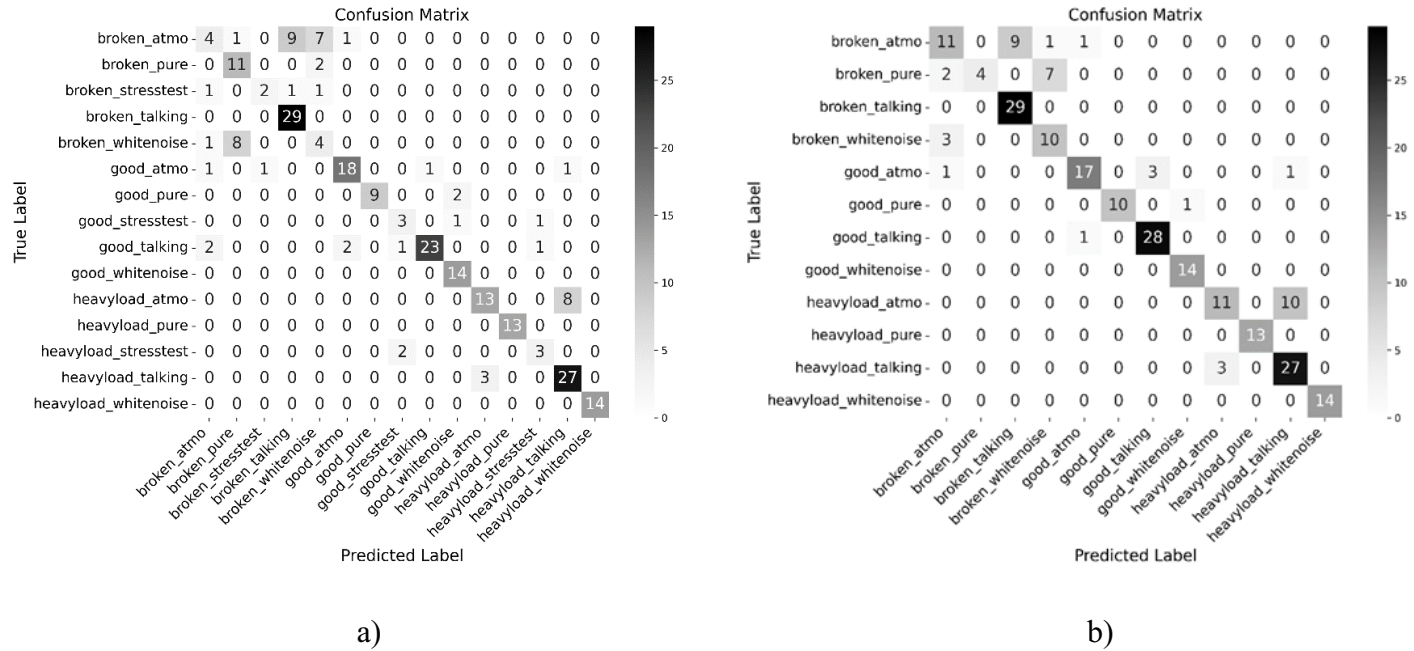 Confusion Matrix
broken_atmo 4 1 0 9 7 1 0 0 0 0 0 0 0 0 0
broken_pure 0 11 0 0 2 0 0 0 0 0 0 0 0 0 0
broken_stresstest 1 0 2 1 1 0 0 0 0 0 0 0 0 0 0
broken_talking 0 0 0 29 0 0 0 0 0 0 0 0 0 0 0
broken_whitenoise 1 8 0 0 4 0 0 0 0 0 0 0 0 0 0
good_atmo 1 0 1 0 0 18 0 0 1 0 0 0 0 1 0
good_pure 0 0 0 0 0 0 9 0 0 2 0 0 0 0 0
good_stresstest 0 0 0 0 0 0 0 3 0 1 0 0 1 0 0
good_talking 2 0 0 0 0 2 0 1 23 0 0 0 1 0 0
good_whitenoise 0 0 0 0 0 0 0 0 0 14 0 0 0 0 0
heavyload_atmo 0 0 0 0 0 0 0 0 0 0 13 0 0 8 0
heavyload_pure 0 0 0 0 0 0 0 0 0 0 0 13 0 0 0
heavyload_stresstest 0 0 0 0 0 0 0 2 0 0 0 0 3 0 0
heavyload_talking 0 0 0 0 0 0 0 0 0 0 3 0 0 27 0
heavyload_whitenoise 0 0 0 0 0 0 0 0 0 0 0 0 0 0 14
True Label
broken_atmo
broken_pure
broken_stresstest
broken_talking
broken_whitenoise
good_atmo
good_pure
good_stresstest
good_talking
good_whitenoise
heavyload_atmo
heavyload_pure
heavyload_stresstest
heavyload_talking
heavyload_whitenoise
Predicted Label
25
20
15
10
5
0
a)
Confusion Matrix
broken_atmo 11 0 9 1 1 0 0 0 0 0 0 0
broken_pure 2 4 0 7 0 0 0 0 0 0 0 0
broken_talking 0 0 29 0 0 0 0 0 0 0 0 0
broken_whitenoise 3 0 0 10 0 0 0 0 0 0 0 0
good_atmo 1 0 0 0 17 0 3 0 0 0 1 0
good_pure 0 0 0 0 0 10 0 1 0 0 0 0
good_talking 0 0 0 0 1 0 28 0 0 0 0 0
good_whitenoise 0 0 0 0 0 0 0 14 0 0 0 0
heavyload_atmo 0 0 0 0 0 0 0 0 11 0 10 0
heavyload_pure 0 0 0 0 0 0 0 0 0 13 0 0
heavyload_talking 0 0 0 0 0 0 0 0 3 0 27 0
heavyload_whitenoise 0 0 0 0 0 0 0 0 0 0 0 14
True Label
broken_atmo
broken_pure
broken_talking
broken_whitenoise
good_atmo
good_pure
good_talking
good_whitenoise
heavyload_atmo
heavyload_pure
heavyload_talking
heavyload_whitenoise
Predicted Label
25
20
15
10
5
0
b)